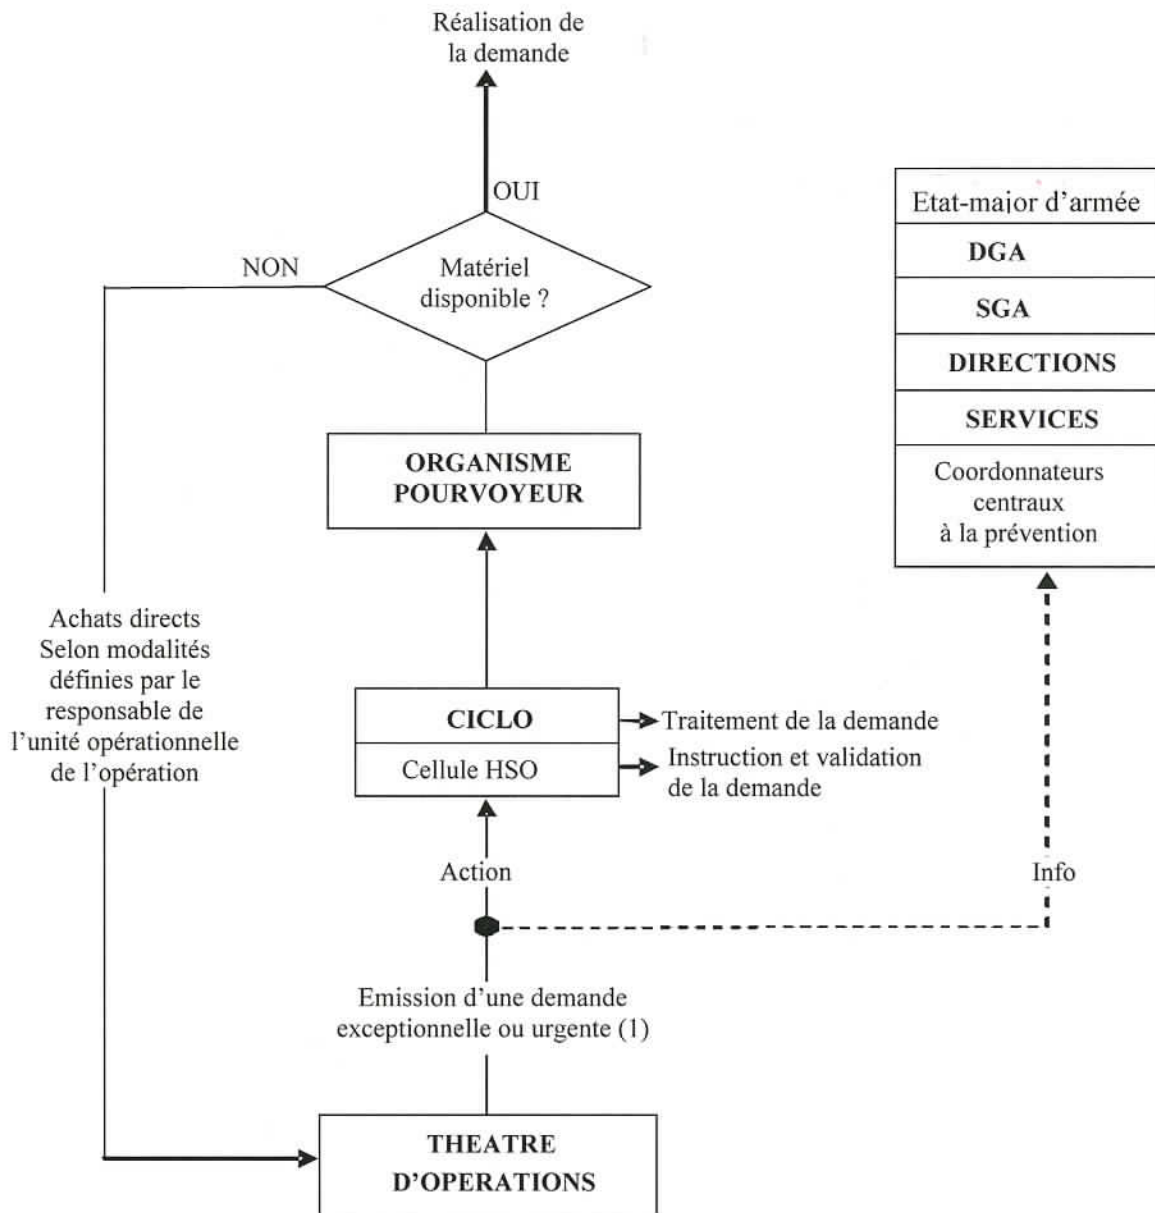 Réalisation de
la demande
OUI
NON
Matériel
disponible ?
Etat-major d’armée
DGA
SGA
DIRECTIONS
SERVICES
Coordonnateurs
centraux
à la prévention
ORGANISME
POURVOYEUR
Achats directs
Selon modalités
définies par le
responsable de
l’unité opérationnelle
de l’opération
CICLO
Traitement de la demande
Cellule HSO
Instruction et validation
de la demande
Action
Info
Emission d’une demande
exceptionnelle ou urgente (1)
THEATRE
D’OPERATIONS